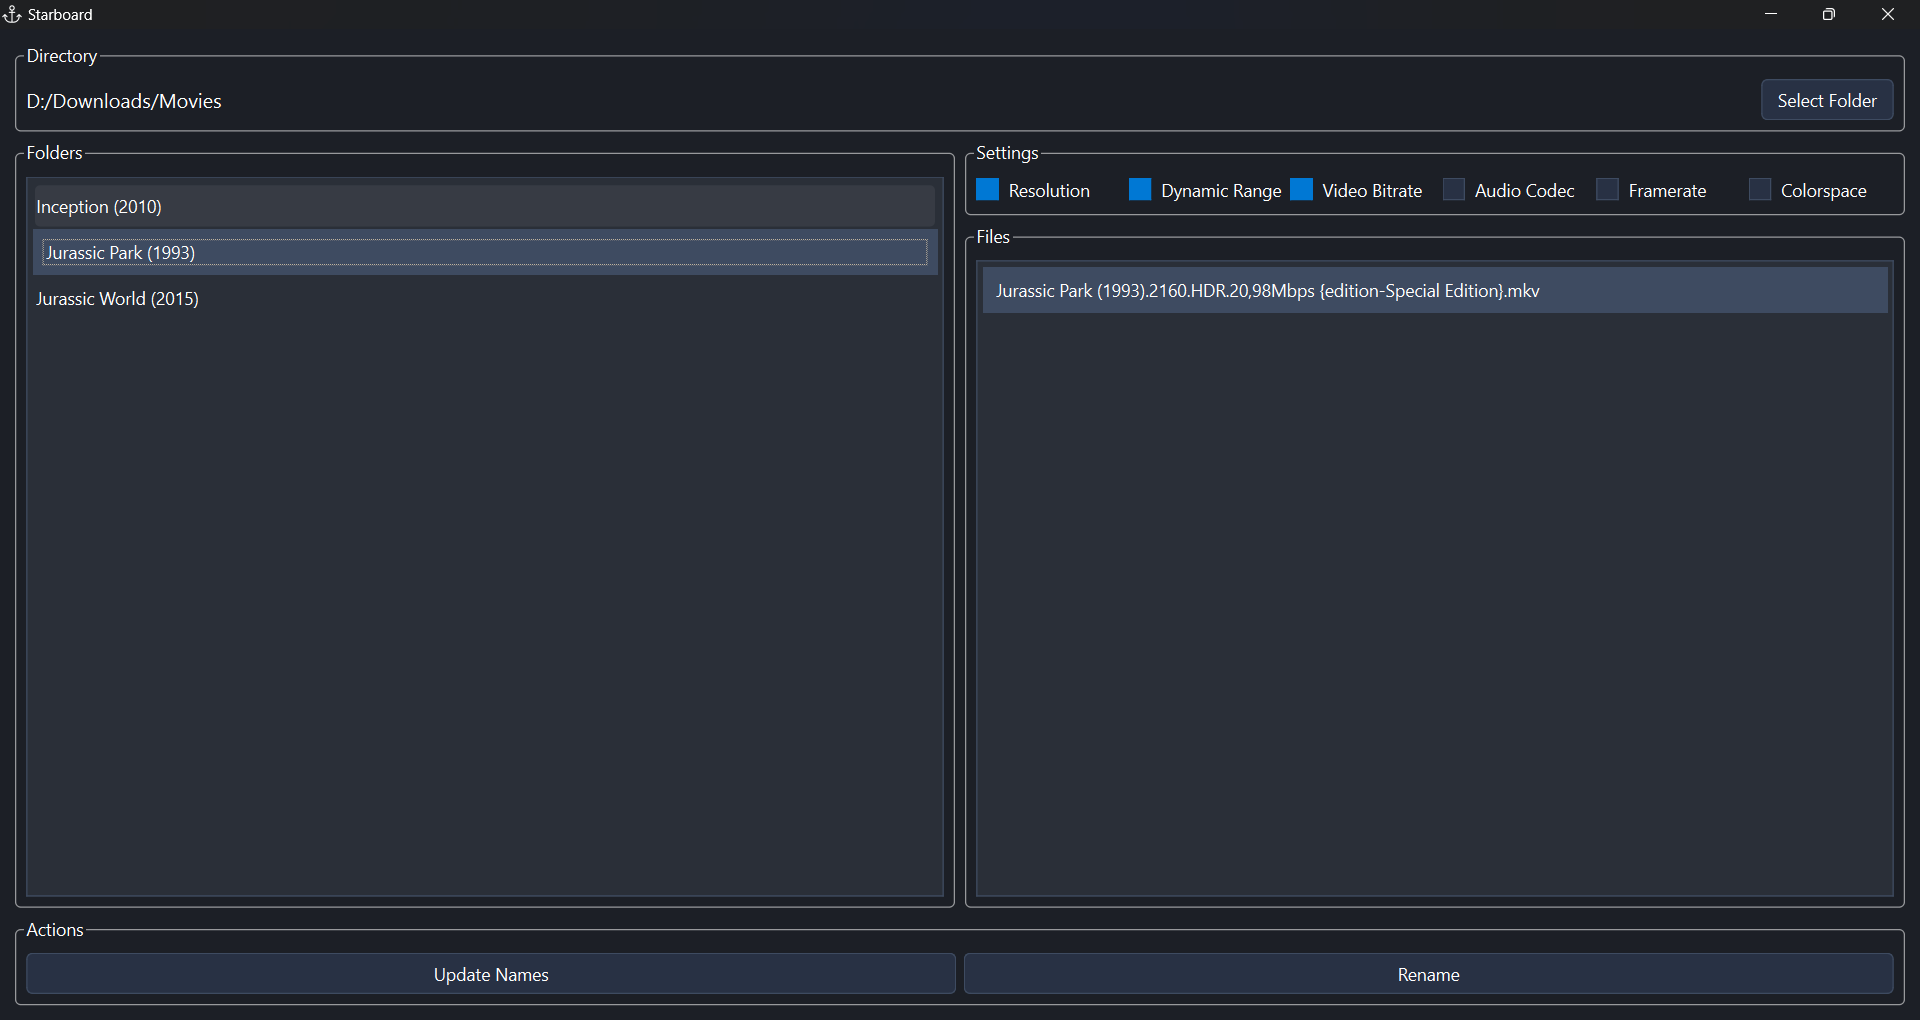 Starboard
Directory
D:/Downloads/Movies
Select Folder
Folders
Inception (2010)
Jurassic Park (1993)
Jurassic World (2015)
Settings
Resolution Dynamic Range Video Bitrate Audio Codec Framerate Colorspace
Files
Jurassic Park (1993).2160.HDR.20,98Mbps {edition-Special Edition}.mkv
Actions
Update Names
Rename